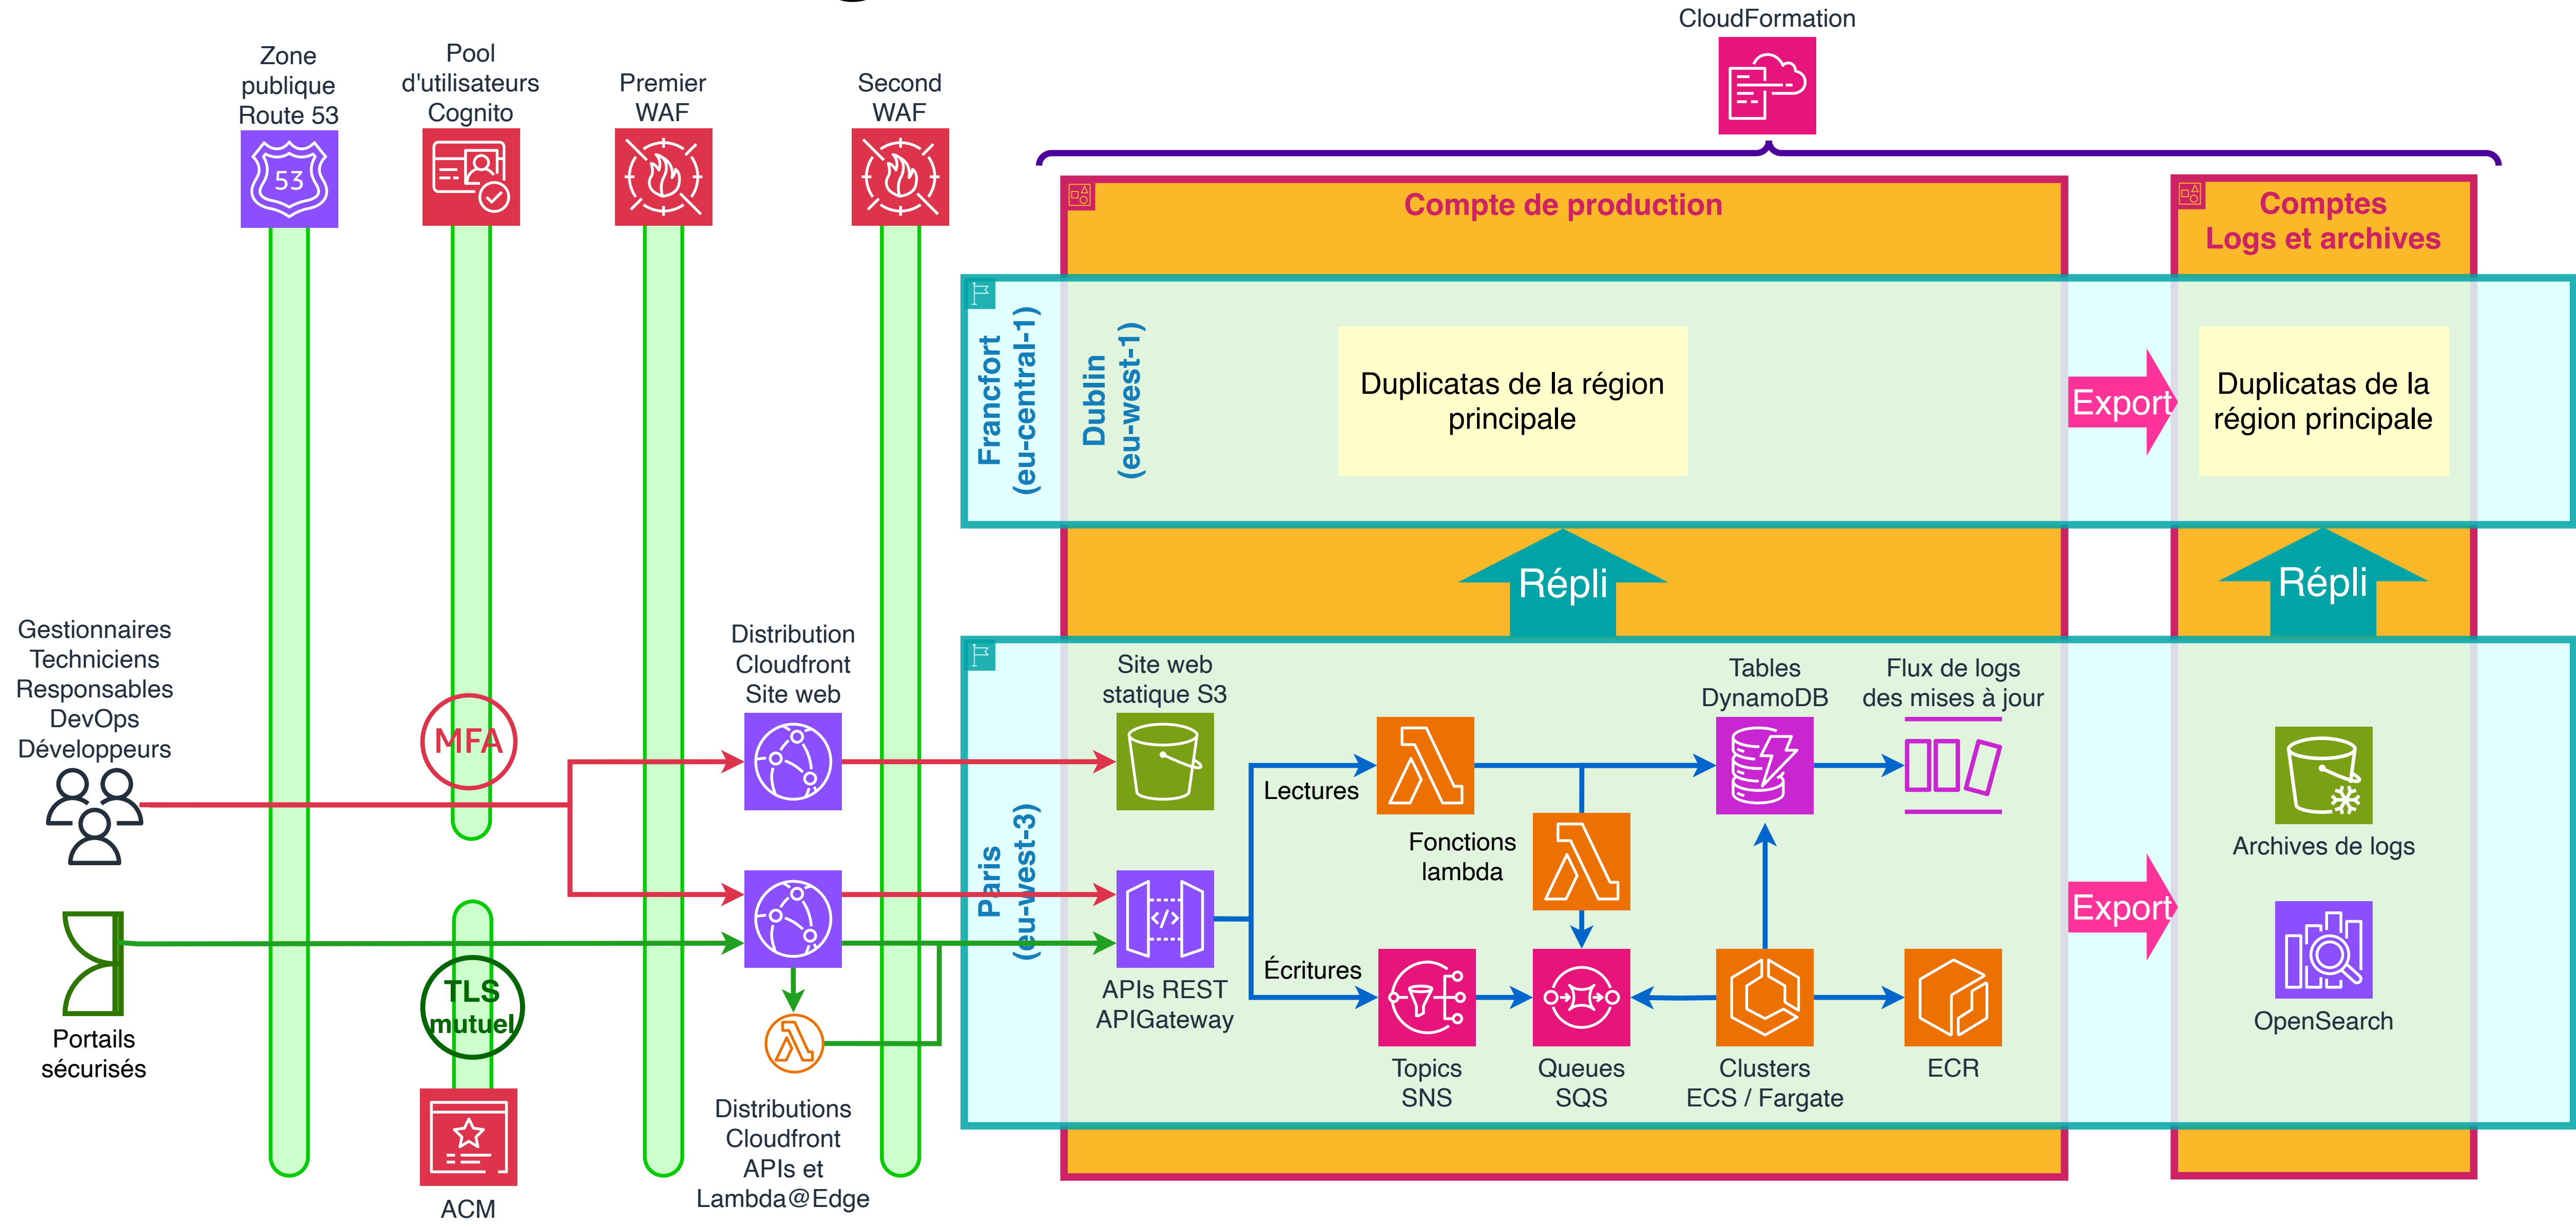 CloudFormation
Zone
publique
Route 53
53
Pool
d'utilisateurs
Cognito
Premier
WAF
Second
WAF
Compte de production
Comptes
Logs et archives
Francfort
(eu-central-1)
Dublin
(eu-west-1)
Duplicatas de la région
principale
Export
Duplicatas de la
région principale
Répli
Répli
Gestionnaires
Techniciens
Responsables
DevOps
Développeurs
MFA
Distribution
Cloudfront
Site web
Paris
(eu-west-3)
Site web
statique S3
Lectures
Fonctions
lambda
Tables
DynamoDB
Flux de logs
des mises à jour
Archives de logs
Export
Portails
sécurisés
TLS
mutuel
ACM
Distributions
Cloudfront
APIs et
Lambda@Edge
APIs REST
APIGateway
Écritures
Topics
SNS
Queues
SQS
Clusters
ECS / Fargate
ECR
OpenSearch